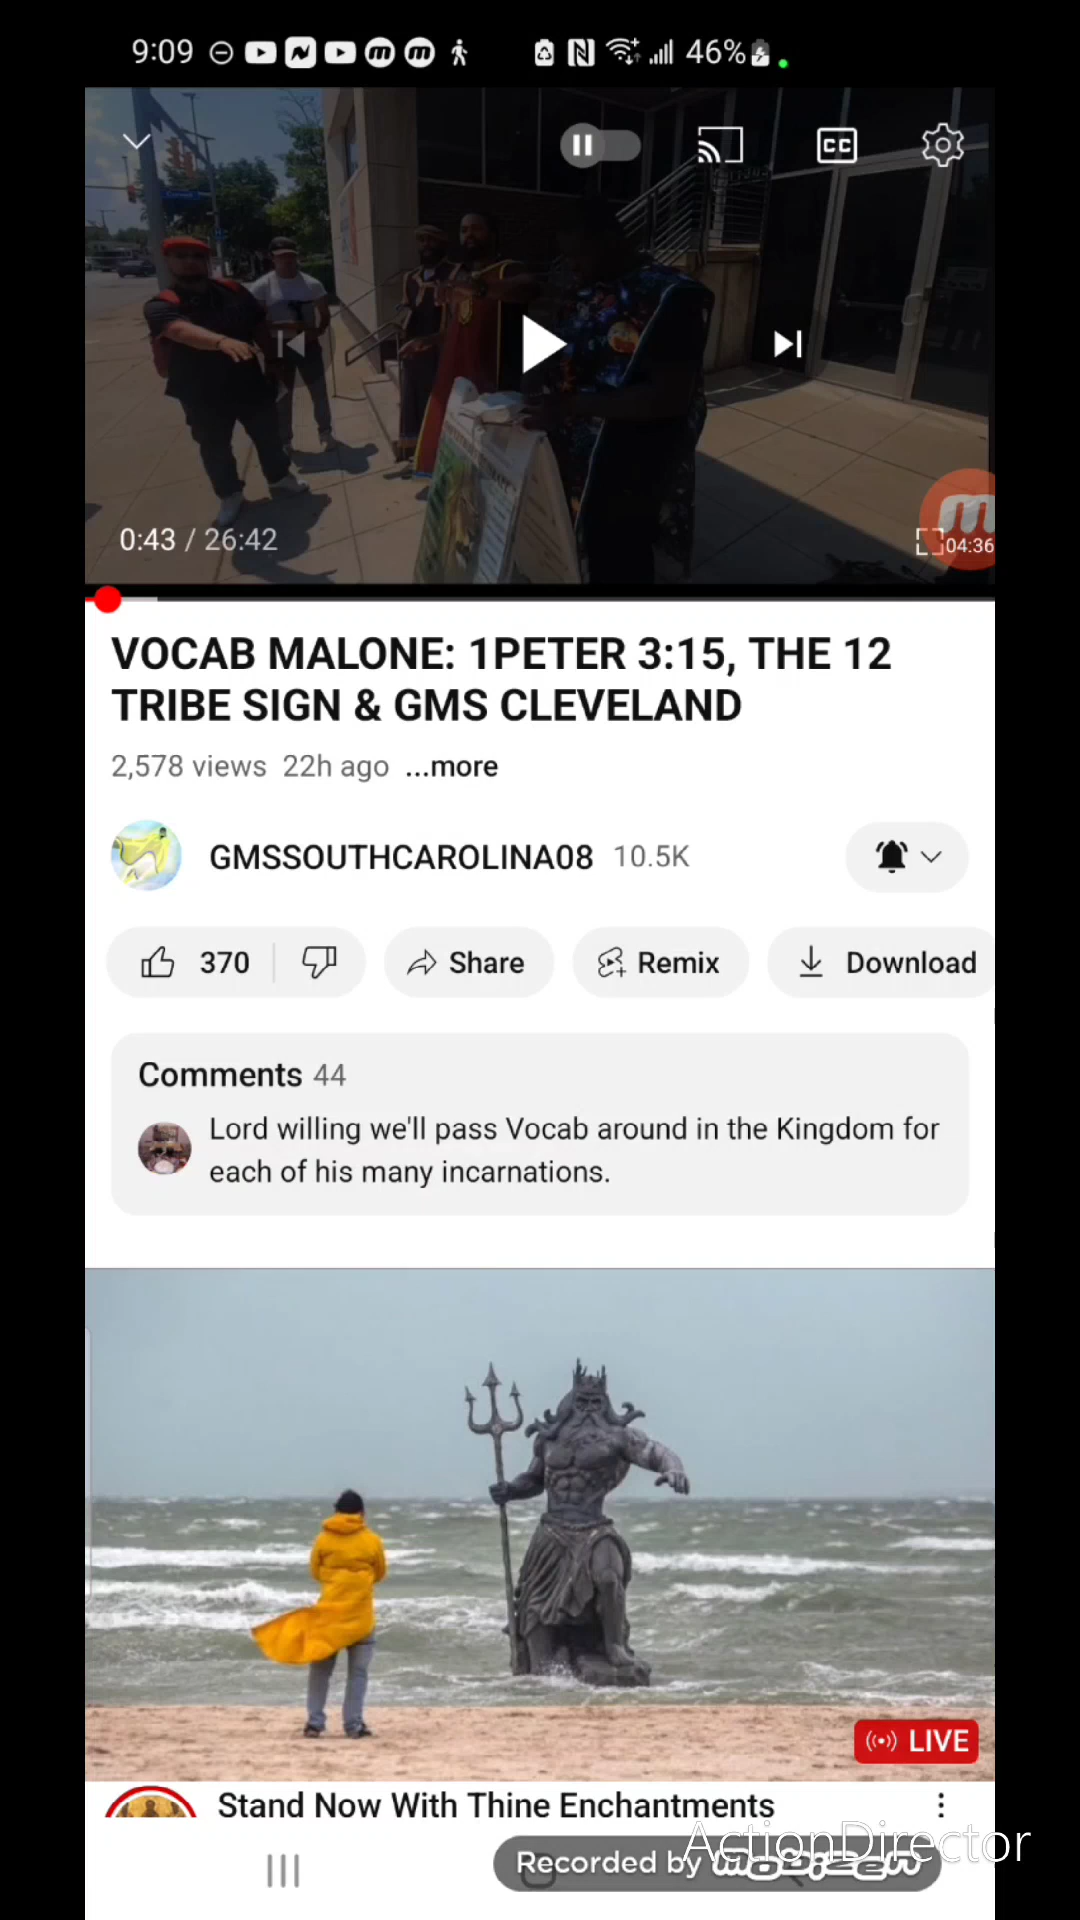 9:09
46%
CC
0:43 / 26:42
04:36
VOCAB MALONE: 1PETER 3:15, THE 12
TRIBE SIGN & GMS CLEVELAND
2,578 views 22h ago ...more
GMSSOUTHCAROLINA08 10.5K
370
Share
Remix
Download
Comments 44
Lord willing we'll pass Vocab around in the Kingdom for
each of his many incarnations.
LIVE
Stand Now With Thine Enchantments
ActionDirector
Recorded by mobizen